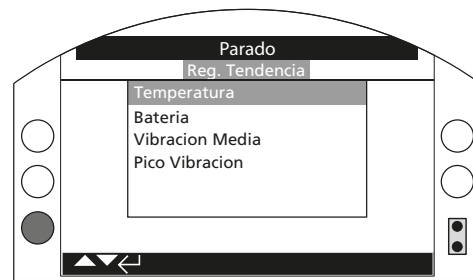 Parado
Reg. Tendencia
Temperatura
Bateria
Vibracion Media
Pico Vibracion